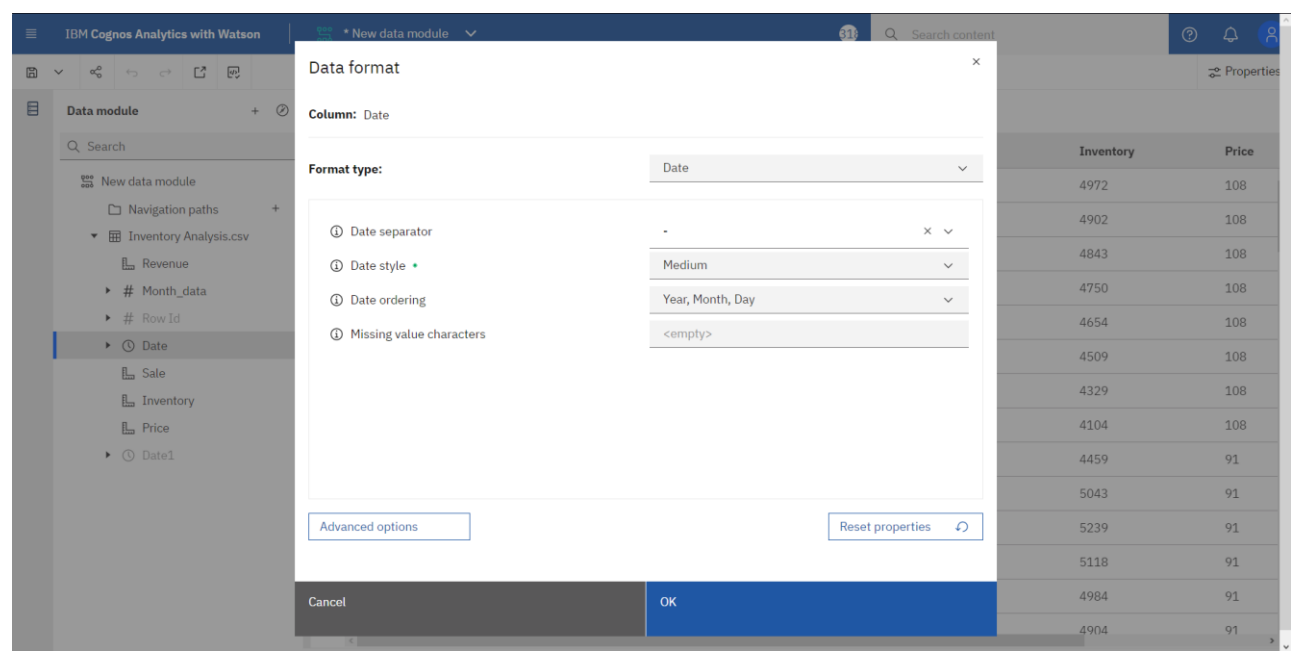 IBM Cognos Analytics with Watson
* New data module
Search content
Properties
Data module
Search
New data module
Navigation paths
Inventory Analysis.csv
Revenue
# Month_data
# Row Id
Date
Sale
Inventory
Price
Date1
Data format
Column: Date
Format type:
Date
Date separator
-
Date style
Medium
Date ordering
Year, Month, Day
Missing value characters
<empty>
Advanced options
Reset properties
Cancel
OK
Inventory Price
4972 108
4902 108
4843 108
4750 108
4654 108
4509 108
4329 108
4104 108
4459 91
5043 91
5239 91
5118 91
4984 91
4904 91